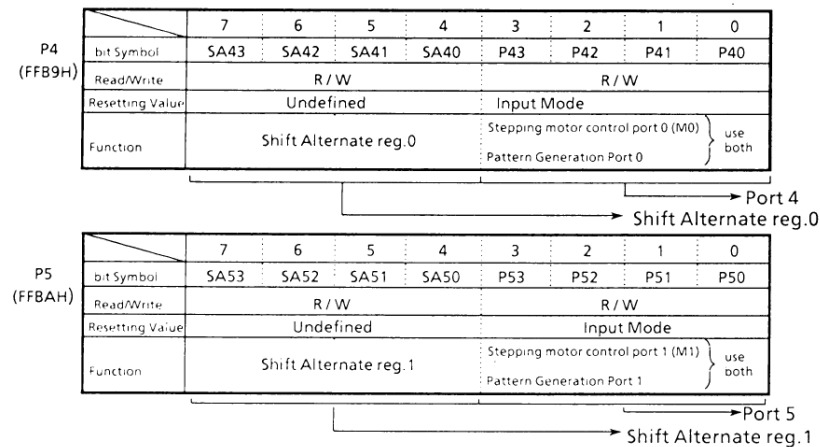 7 6 5 4 3 2 1 0
P4 (FFB9H) bit Symbol SA43 SA42 SA41 SA40 P43 P42 P41 P40
Read/Write R / W R / W
Resetting Value Undefined Input Mode
Function Shift Alternate reg.0 Stepping motor control port 0 (M0) Pattern Generation Port 0 use both
Port 4
Shift Alternate reg.0
7 6 5 4 3 2 1 0
P5 (FFBAH) bit Symbol SA53 SA52 SA51 SA50 P53 P52 P51 P50
Read/Write R / W R / W
Resetting Value Undefined Input Mode
Function Shift Alternate reg.1 Stepping motor control port 1 (M1) Pattern Generation Port 1 use both
Port 5
Shift Alternate reg.1